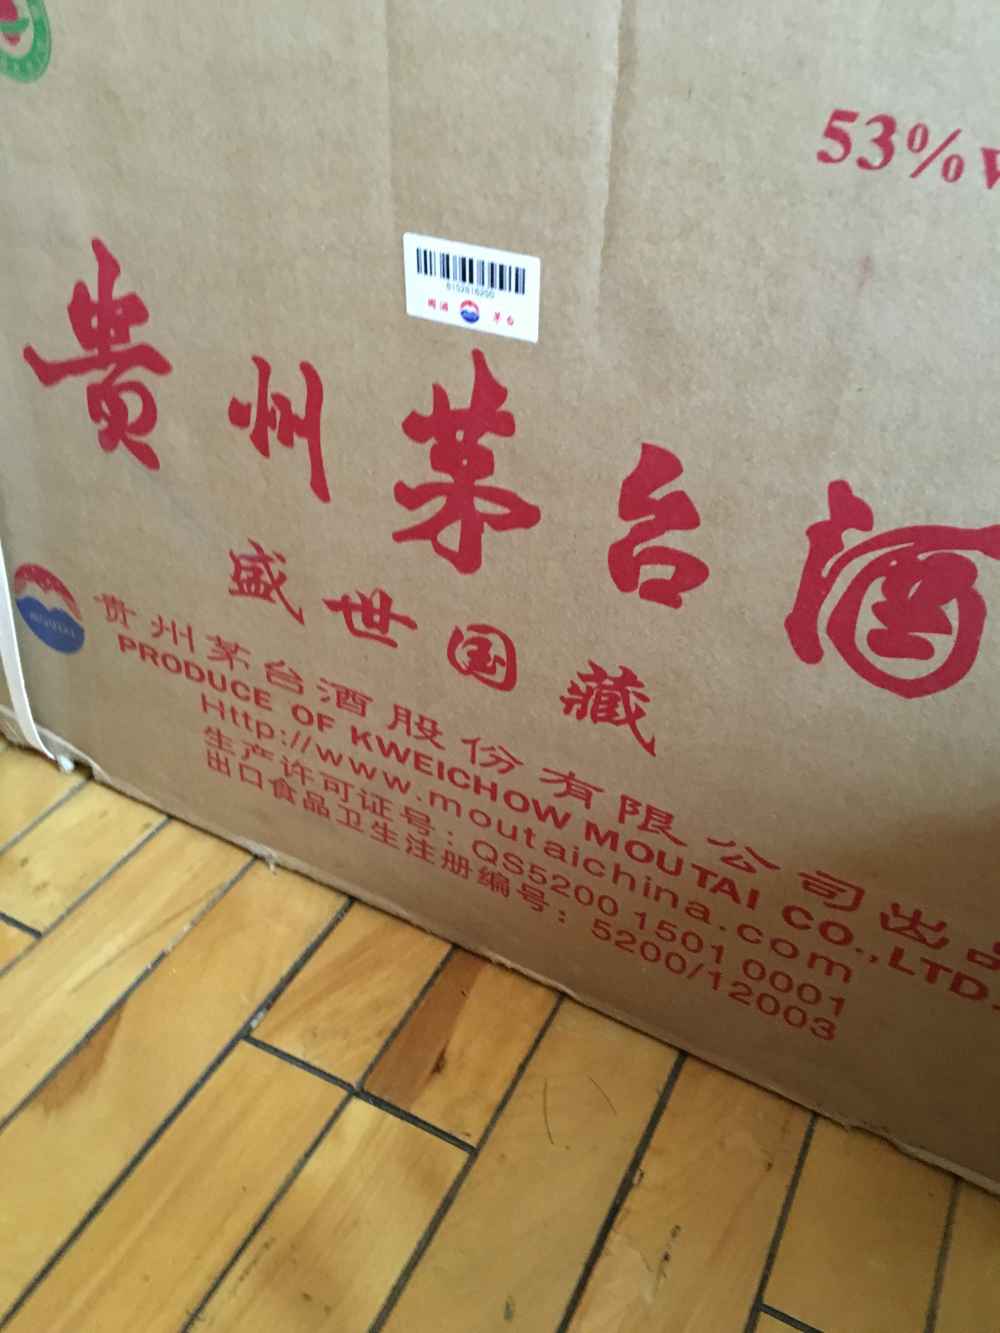 53%
贵州茅台酒
盛世国藏
MOUTAI
贵州茅台酒股份有限公司出品
PRODUCE OF KWEICHOW MOUTAI CO.,LTD.
Http://www.moutaichina.com
生产许可证号：QS5200 1501 0001
出口食品卫生注册编号：5200/12003